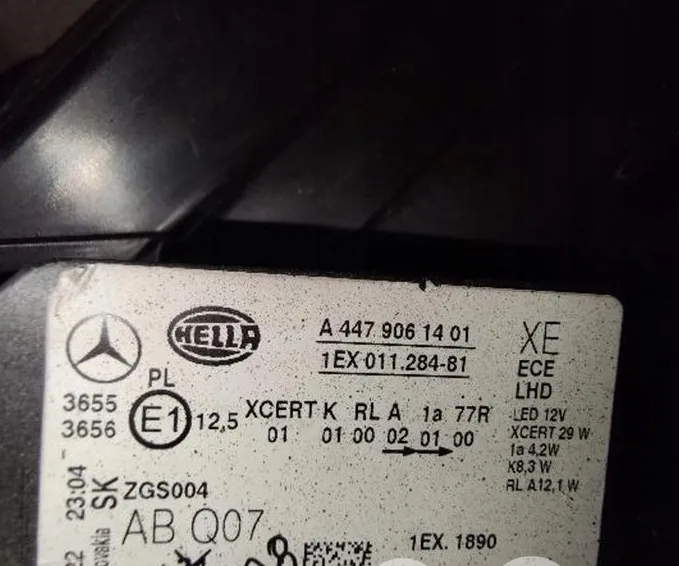 HELLA
A 447 906 14 01
1EX 011.284-81
XE
ECE
LHD
LED 12V
XCERT 29 W
1a 4,2W
K8,3 W
RL A12,1 W
PL
3655
3656
E1
12,5
XCERT K RL A 1a 77R
01 01 00 02 01 00
23:04
SK
ZGS004
AB Q07
1EX. 1890